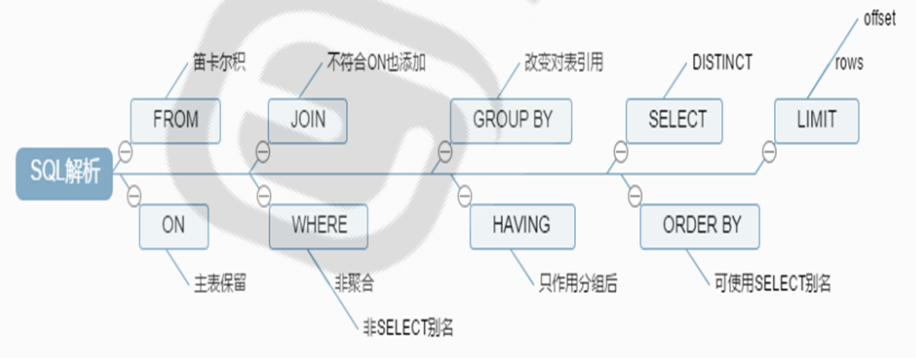 offset
笛卡尔积
不符合ON也添加
改变对表引用
DISTINCT
rows
FROM
JOIN
GROUP BY
SELECT
LIMIT
SQL解析
ON
WHERE
HAVING
ORDER BY
主表保留
非聚合
只作用分组后
可使用SELECT别名
非SELECT别名